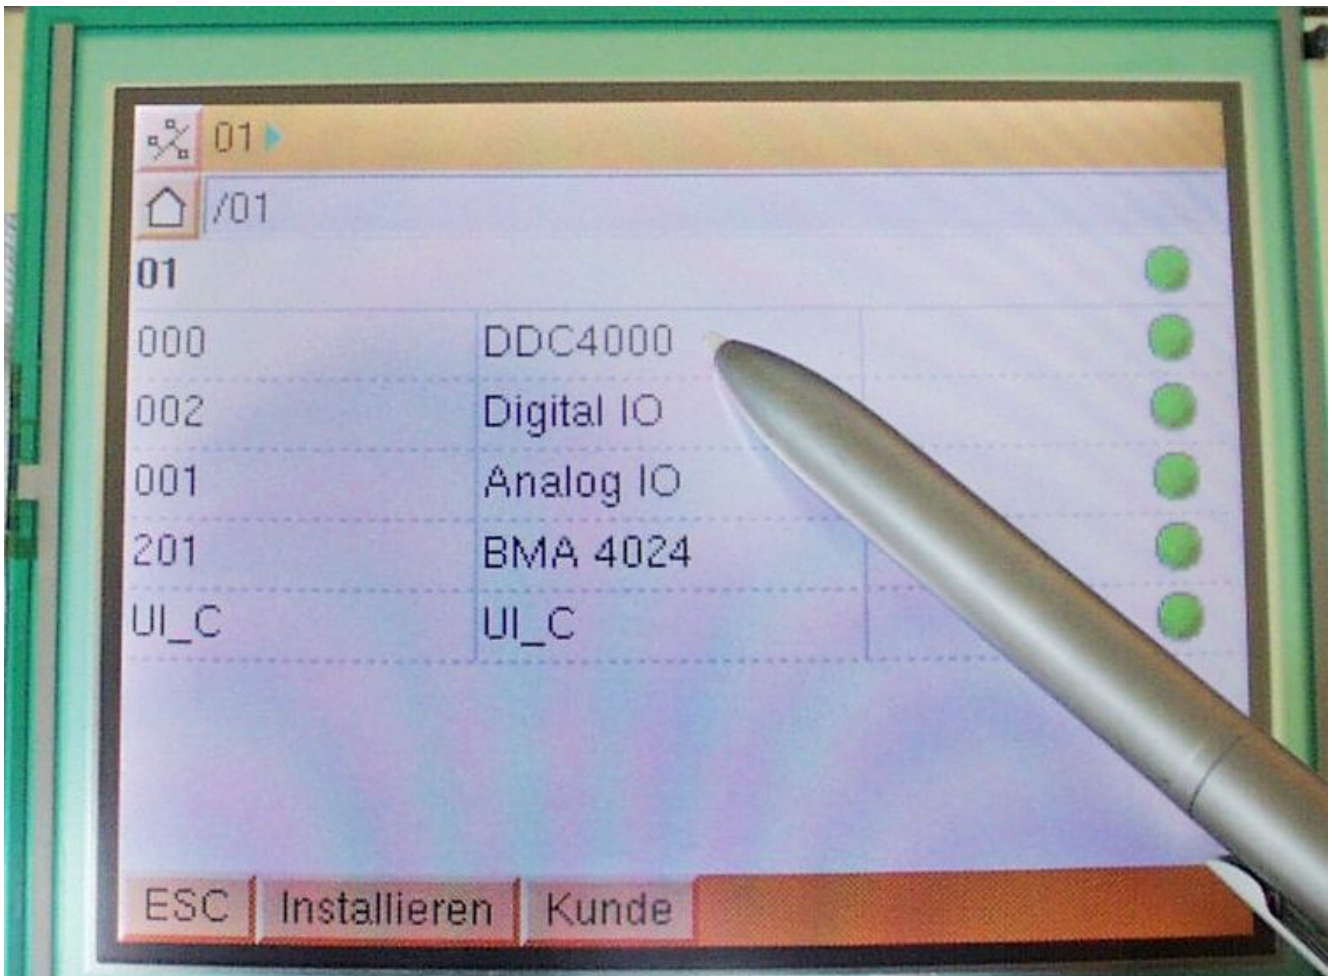 01
/01
01
000 DDC4000
002 Digital IO
001 Analog IO
201 BMA 4024
UI_C UI_C
ESC Installieren Kunde